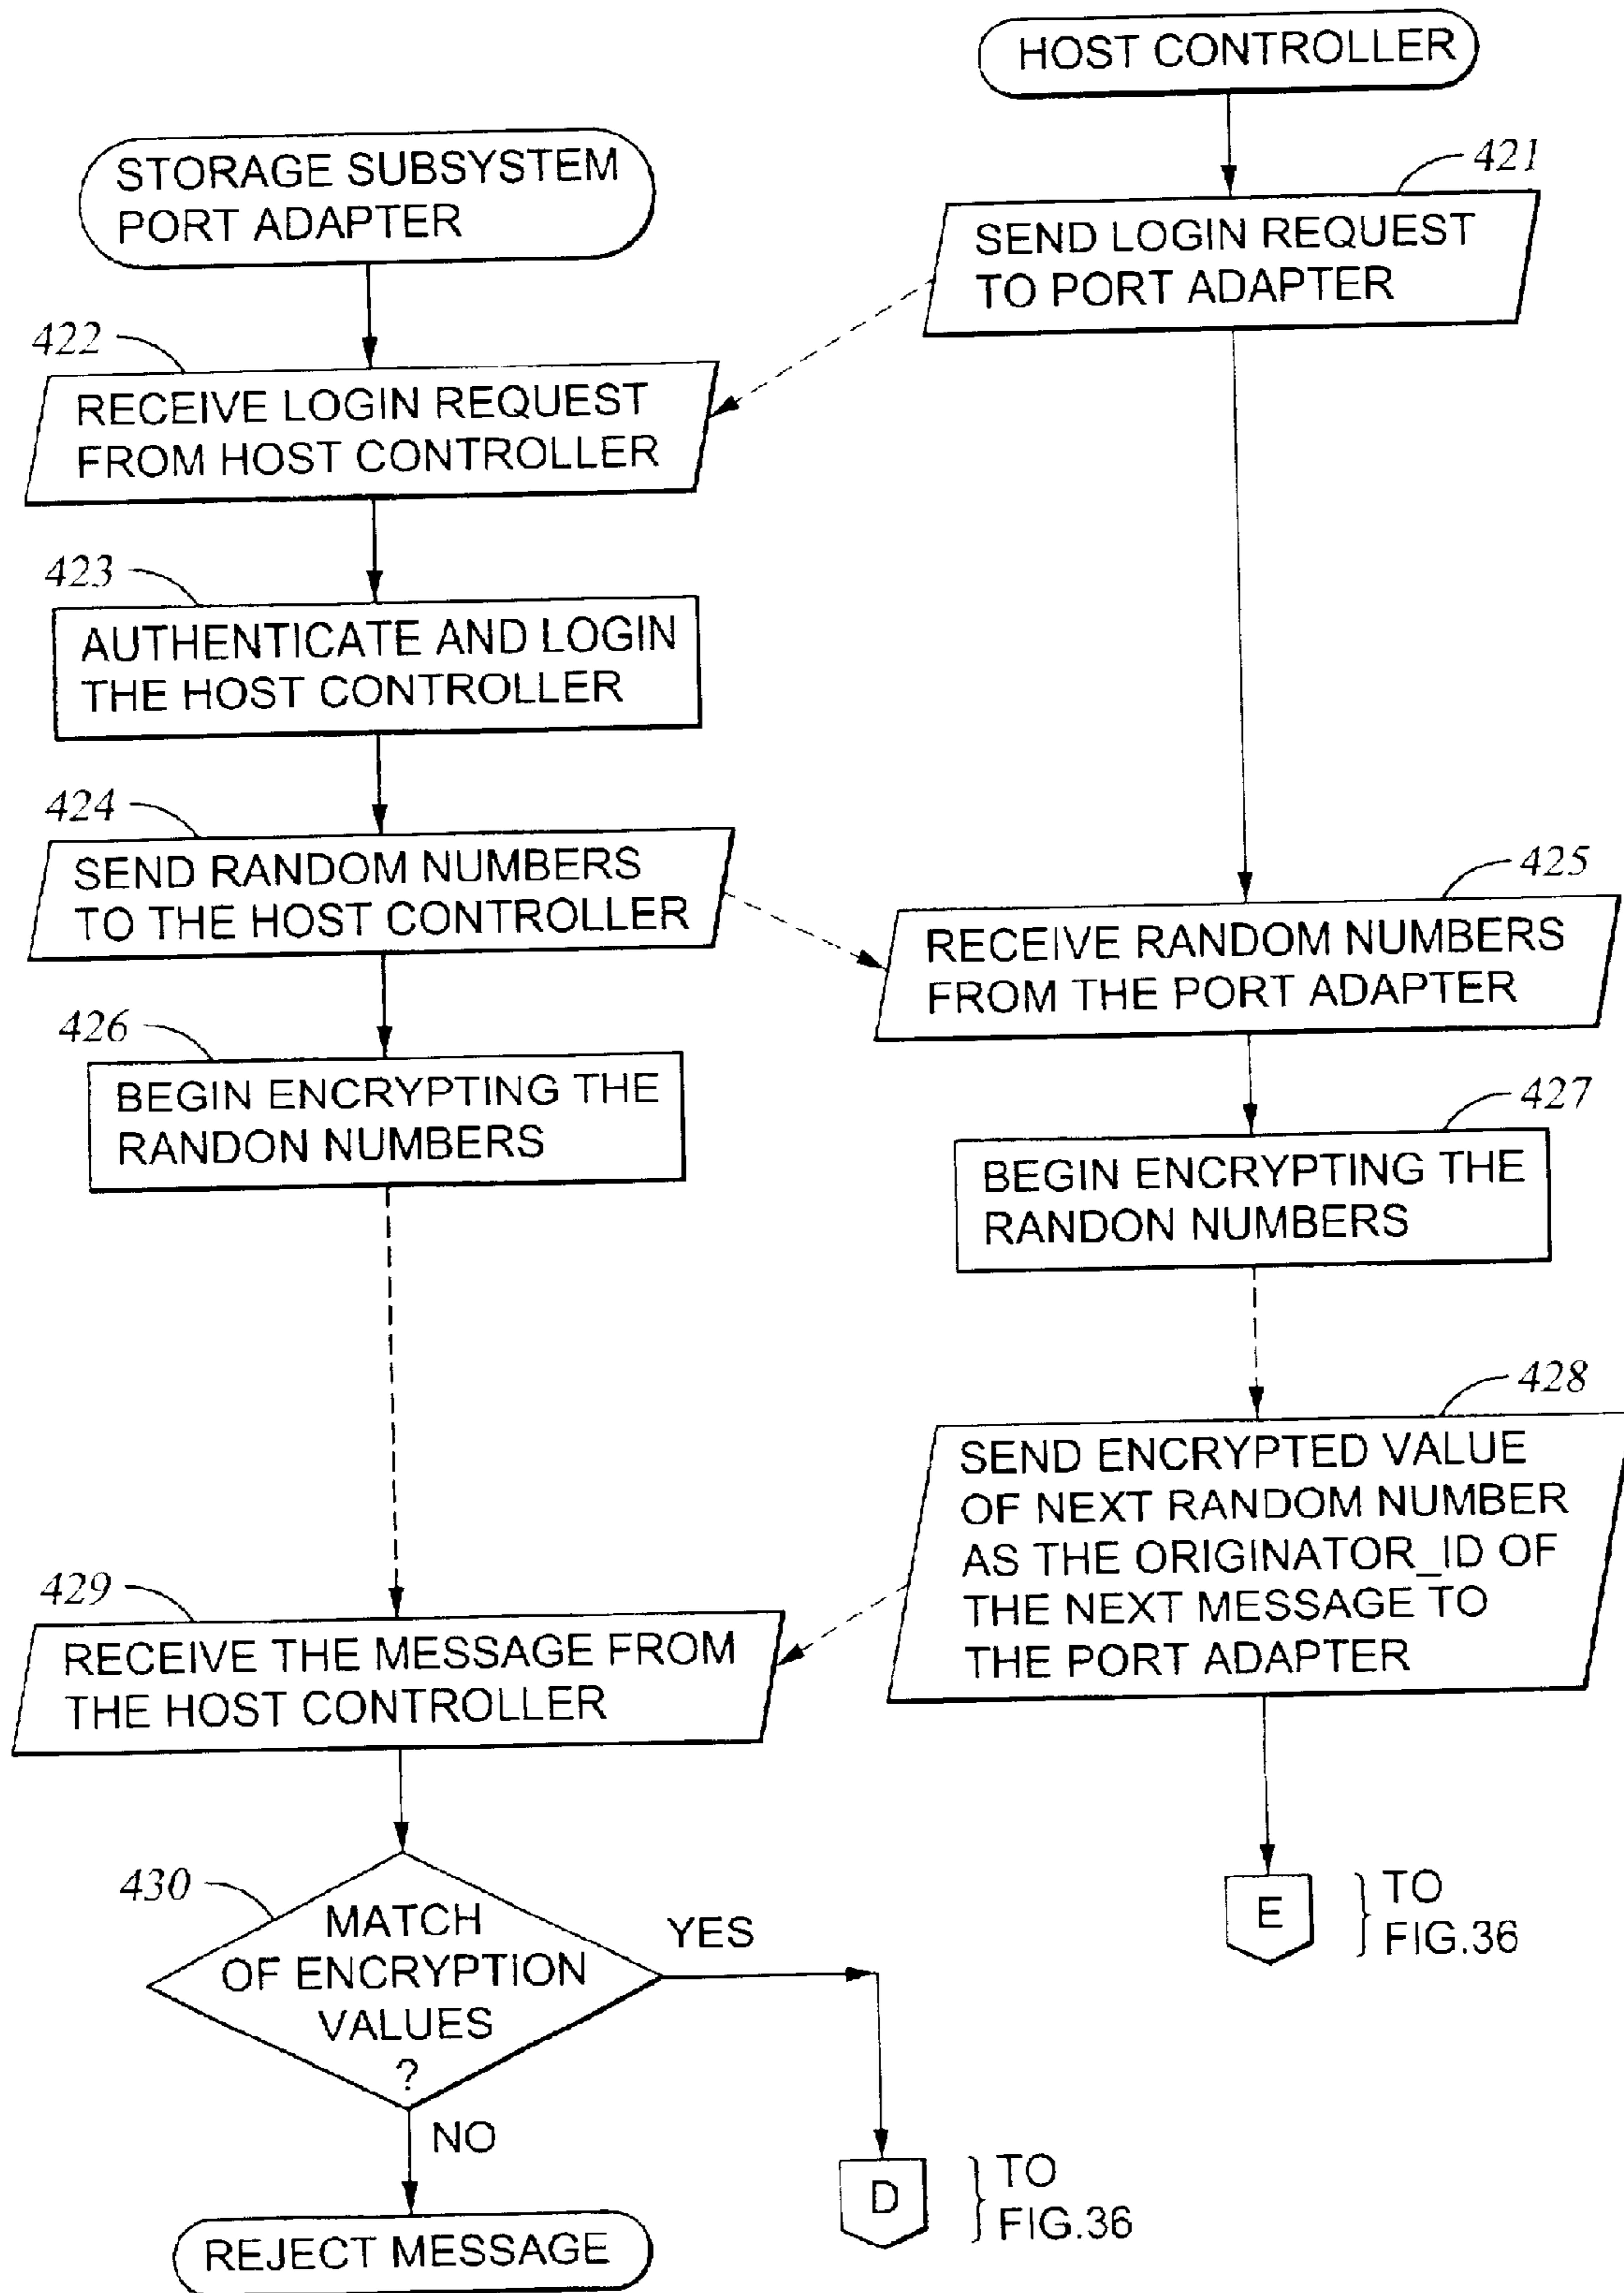 HOST CONTROLLER
STORAGE SUBSYSTEM
PORT ADAPTER
421
SEND LOGIN REQUEST
TO PORT ADAPTER
422
RECEIVE LOGIN REQUEST
FROM HOST CONTROLLER
423
AUTHENTICATE AND LOGIN
THE HOST CONTROLLER
424
SEND RANDOM NUMBERS
TO THE HOST CONTROLLER
425
RECEIVE RANDOM NUMBERS
FROM THE PORT ADAPTER
426
BEGIN ENCRYPTING THE
RANDON NUMBERS
427
BEGIN ENCRYPTING THE
RANDON NUMBERS
428
SEND ENCRYPTED VALUE
OF NEXT RANDOM NUMBER
AS THE ORIGINATOR_ID OF
THE NEXT MESSAGE TO
THE PORT ADAPTER
429
RECEIVE THE MESSAGE FROM
THE HOST CONTROLLER
430
MATCH
OF ENCRYPTION
VALUES
?
YES
NO
E
TO
FIG.36
D
TO
FIG.36
REJECT MESSAGE